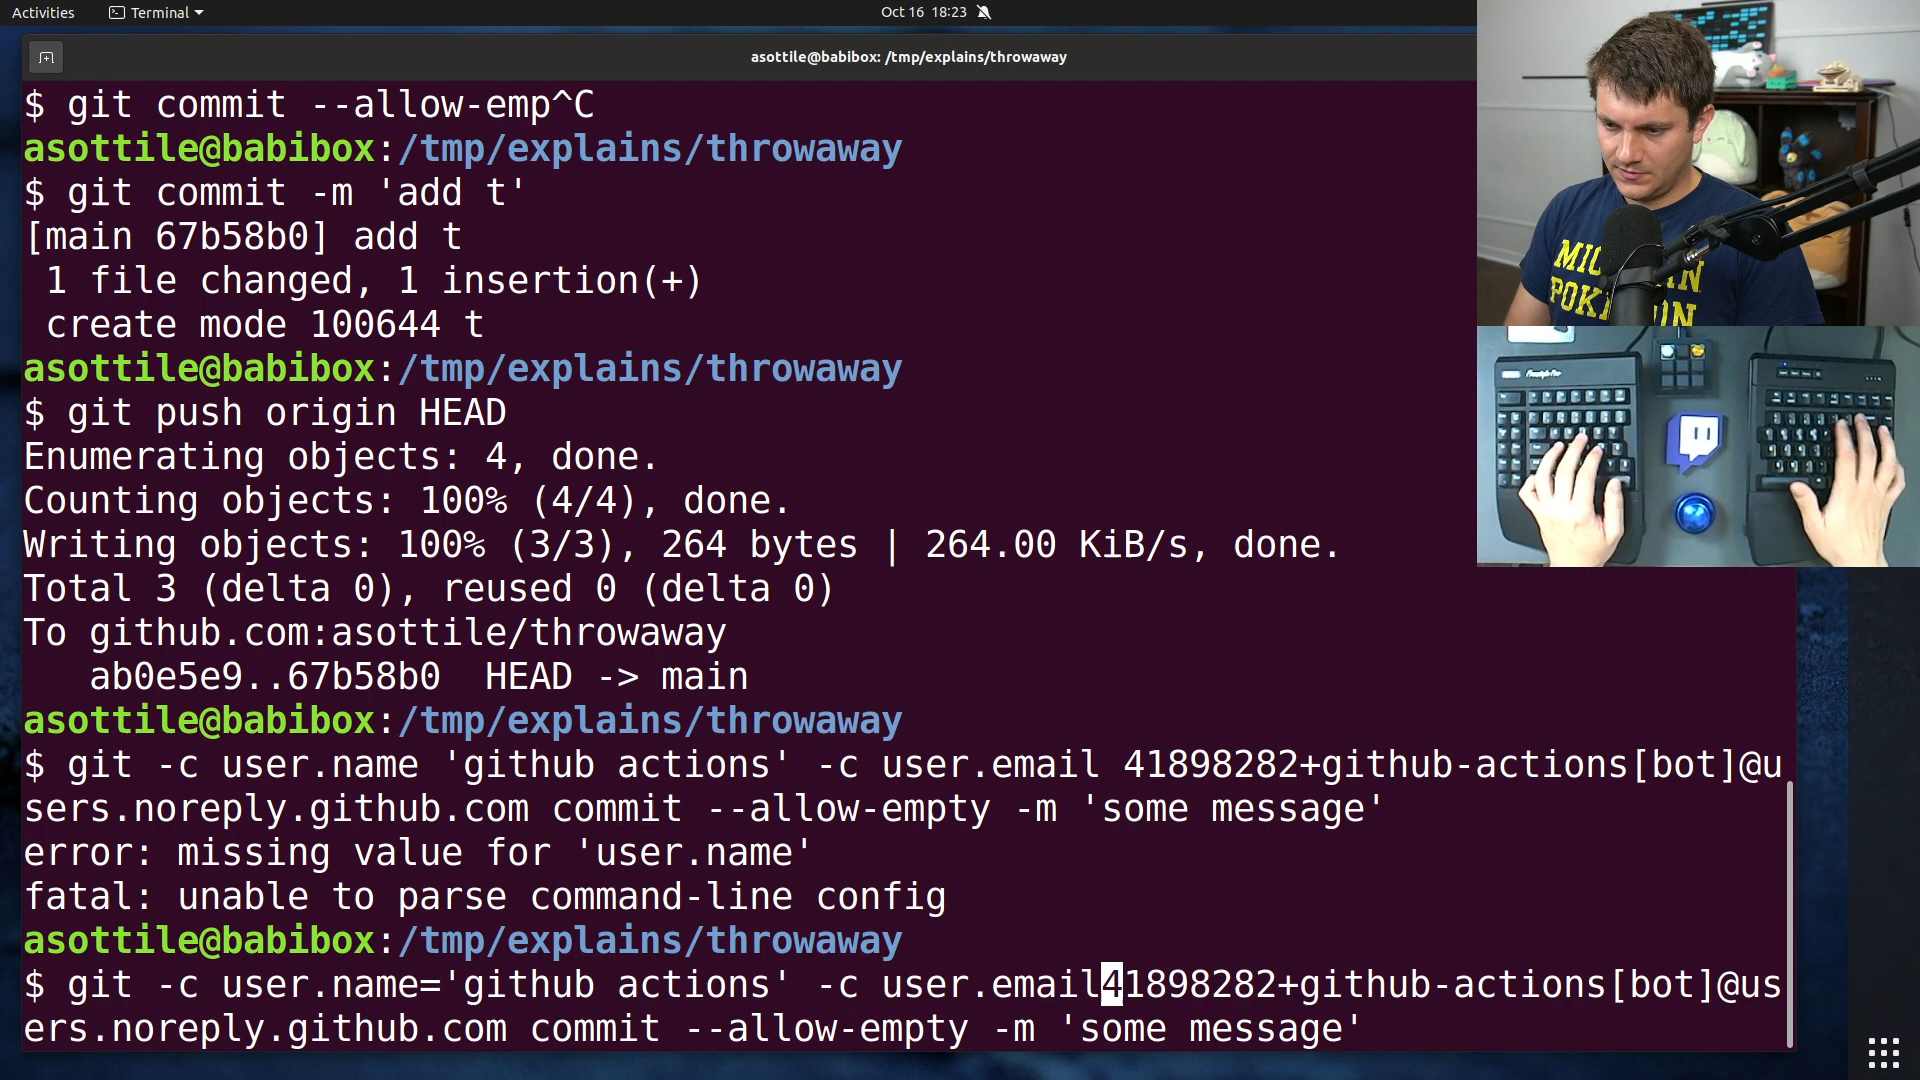 Activities
Terminal
Oct 16 18:23
asottile@babibox: /tmp/explains/throwaway
$ git commit --allow-emp^C
asottile@babibox:/tmp/explains/throwaway
$ git commit -m 'add t'
[main 67b58b0] add t
1 file changed, 1 insertion(+)
create mode 100644 t
asottile@babibox:/tmp/explains/throwaway
$ git push origin HEAD
Enumerating objects: 4, done.
Counting objects: 100% (4/4), done.
Writing objects: 100% (3/3), 264 bytes | 264.00 KiB/s, done.
Total 3 (delta 0), reused 0 (delta 0)
To github.com:asottile/throwaway
ab0e5e9..67b58b0 HEAD -> main
asottile@babibox:/tmp/explains/throwaway
$ git -c user.name 'github actions' -c user.email 41898282+github-actions[bot]@u
sers.noreply.github.com commit --allow-empty -m 'some message'
error: missing value for 'user.name'
fatal: unable to parse command-line config
asottile@babibox:/tmp/explains/throwaway
$ git -c user.name='github actions' -c user.email41898282+github-actions[bot]@us
ers.noreply.github.com commit --allow-empty -m 'some message'